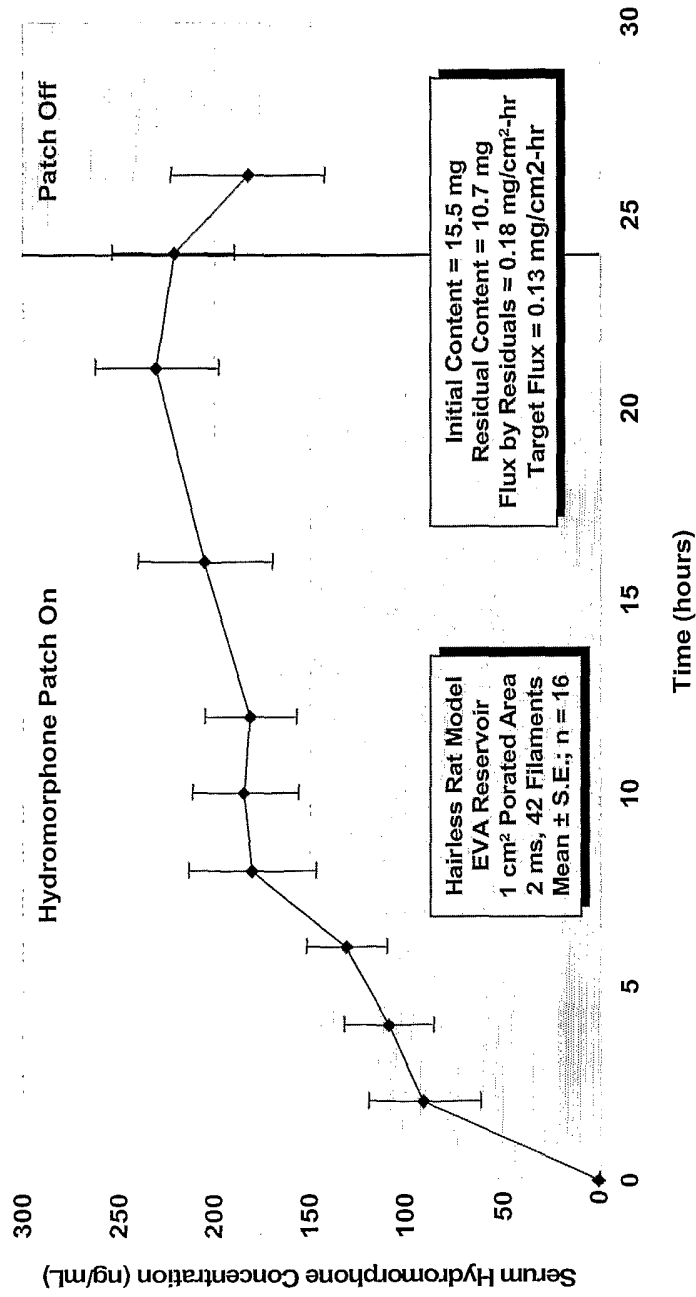 Hydromorphone Patch On
Patch Off
Serum Hydromorphone Concentration (ng/mL)
300
250
200
150
100
50
0
Hairless Rat Model
EVA Reservoir
1 cm² Porated Area
2 ms, 42 Filaments
Mean ± S.E.; n = 16
Initial Content = 15.5 mg
Residual Content = 10.7 mg
Flux by Residuals = 0.18 mg/cm²-hr
Target Flux = 0.13 mg/cm2-hr
0
5
10
15
20
25
30
Time (hours)